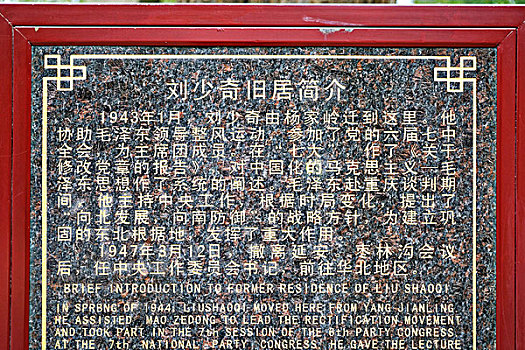 刘少奇旧居简介
1943年1月，刘少奇由杨家岭迁到这里。他
协助毛泽东领导整风运动，参加了党的六届七中
全会，为主席团成员；在“七大”，作了《关于
修改党章的报告》，对中国化的马克思主义—毛
泽东思想作了系统的阐述。毛泽东赴重庆谈判期
间，他主持中央工作，根据时局变化，提出了
“向北发展，向南防御”的战略方针，为建立巩
固的东北根据地，发挥了重大作用。
1947年3月12日，撤离延安。枣林沟会议
后，任中央工作委员会书记，前往华北地区。
BRIEF INTRODUCTION TO FORMER RESIDENCE OF LIU SHAOQI
IN SPRBNG OF 1944, LIUSHAOQI MOVED HERE FROM YANG JIANLING.
HE ASSISTED MAO ZEDDNG TO LEAD THE RECTIFICATION MOVEMENT
AND TOOK PART IN THE 7th SESSION OF THE 6th PARTY CONGRESS.
AT THE 7th NATIONAL PARTY CONGRESS, HE GAVE THE LECTURE